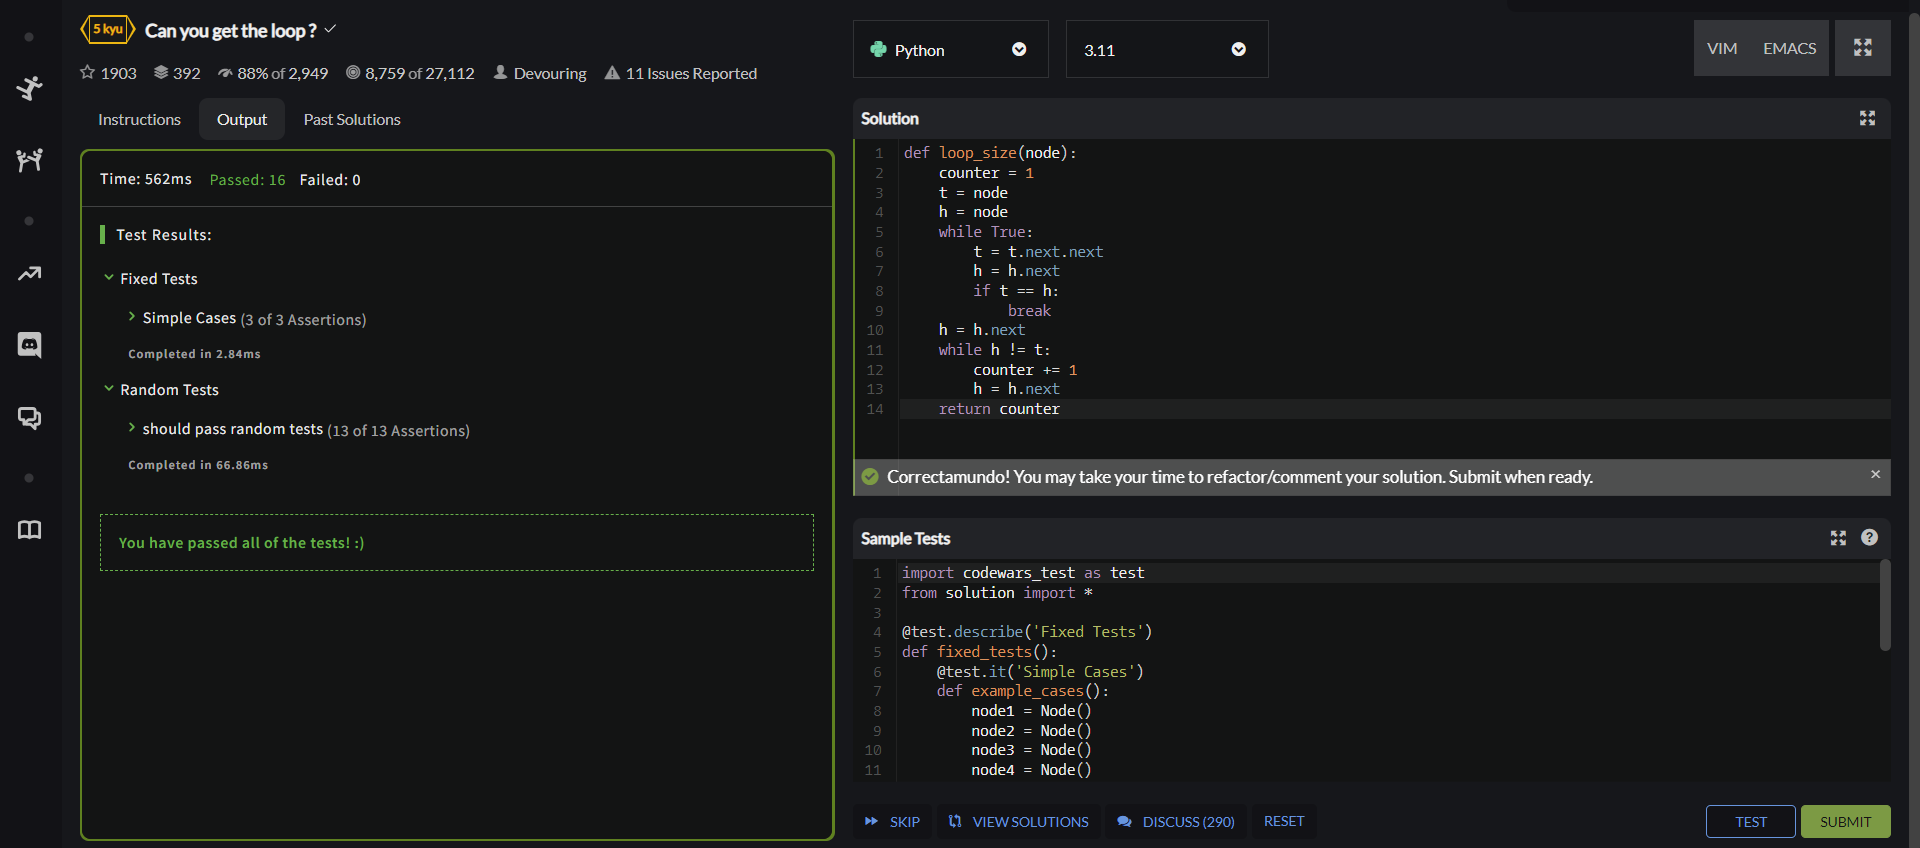 5 kyu Can you get the loop ?
1903 392 88% of 2,949 8,759 of 27,112 Devouring 11 Issues Reported
Instructions Output Past Solutions
Time: 562ms Passed: 16 Failed: 0
Test Results:
Fixed Tests
Simple Cases (3 of 3 Assertions)
Completed in 2.84ms
Random Tests
should pass random tests (13 of 13 Assertions)
Completed in 66.86ms
You have passed all of the tests! :)
Python 3.11 VIM EMACS
Solution
1 def loop_size(node):
2     counter = 1
3     t = node
4     h = node
5     while True:
6         t = t.next.next
7         h = h.next
8         if t == h:
9             break
10     h = h.next
11     while h != t:
12         counter += 1
13         h = h.next
14     return counter
Correctamundo! You may take your time to refactor/comment your solution. Submit when ready. ×
Sample Tests ?
1 import codewars_test as test
2 from solution import *
3
4 @test.describe('Fixed Tests')
5 def fixed_tests():
6     @test.it('Simple Cases')
7     def example_cases():
8         node1 = Node()
9         node2 = Node()
10         node3 = Node()
11         node4 = Node()
SKIP VIEW SOLUTIONS DISCUSS (290) RESET TEST SUBMIT